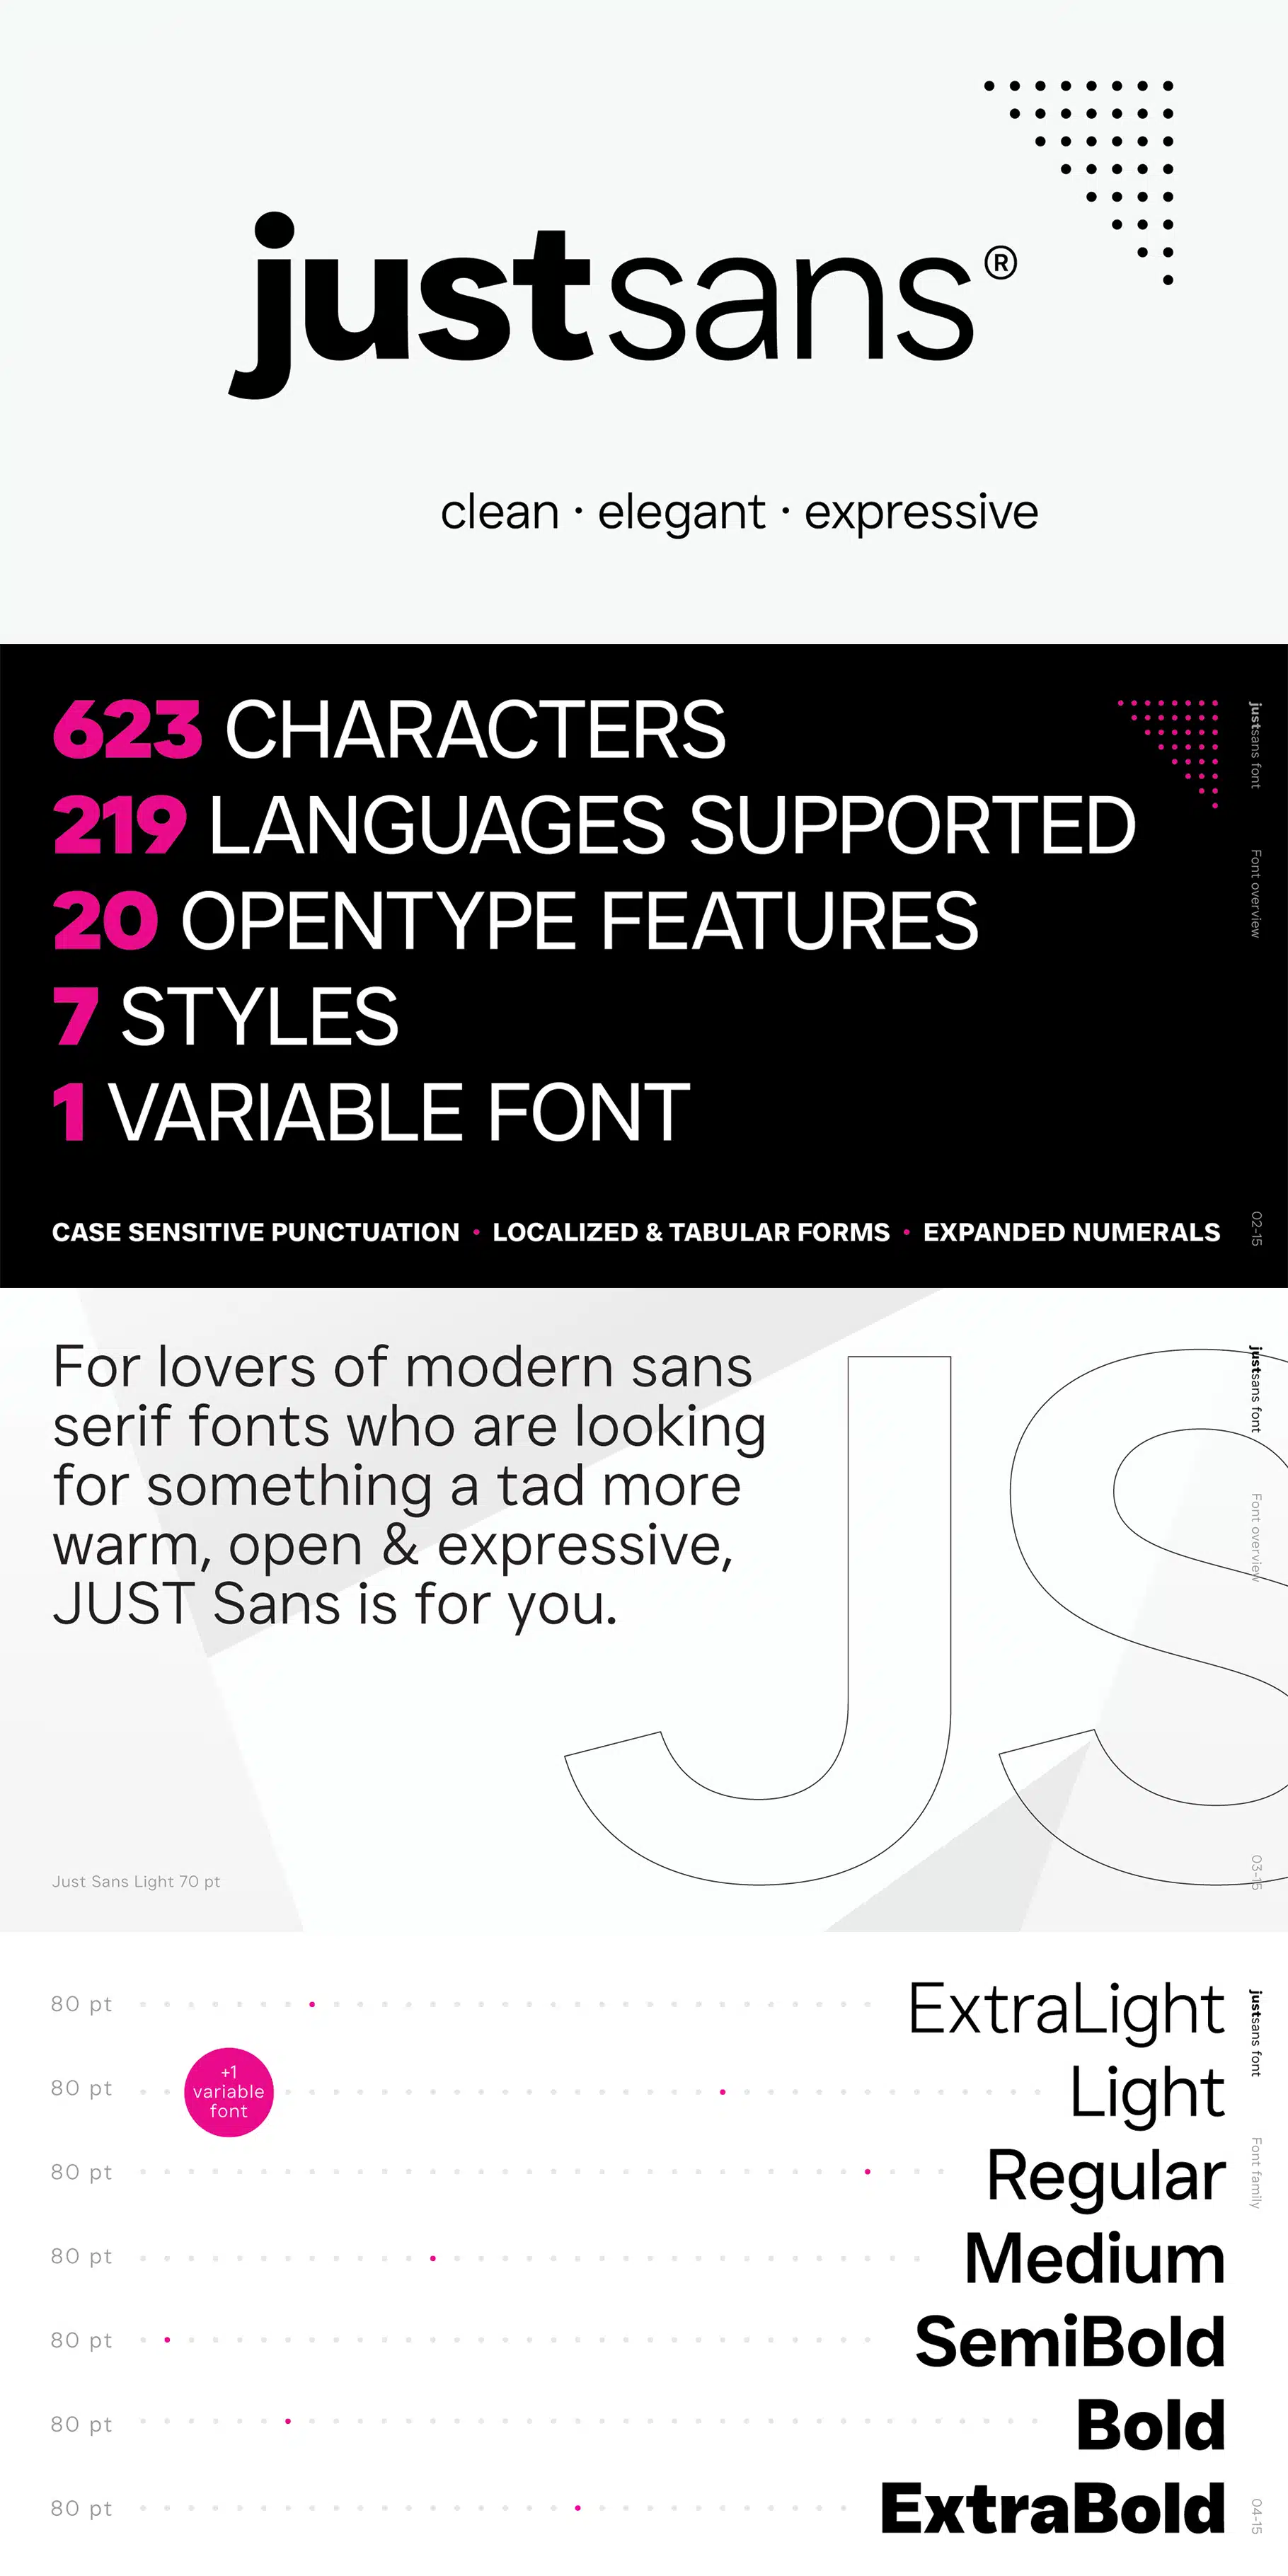 justsans®
clean · elegant · expressive
623 CHARACTERS
219 LANGUAGES SUPPORTED
20 OPENTYPE FEATURES
7 STYLES
1 VARIABLE FONT
CASE SENSITIVE PUNCTUATION • LOCALIZED & TABULAR FORMS • EXPANDED NUMERALS
justsans font
Font overview
02-15
For lovers of modern sans
serif fonts who are looking
for something a tad more
warm, open & expressive,
JUST Sans is for you.
JS
Just Sans Light 70 pt
justsans font
Font overview
03-15
80 pt ExtraLight
80 pt Light
+1
variable
font
80 pt Regular
80 pt Medium
80 pt SemiBold
80 pt Bold
80 pt ExtraBold
justsans font
Font family
04-15